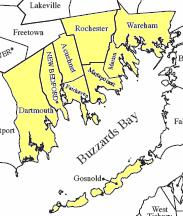 Lakeville
Wareham
Rochester
Freetown
Acushnet
Marion
NEW BEDFORD*
Mattapoisett
Fairhaven
Dartmouth
Buzzards Bay
Gosnold*
West